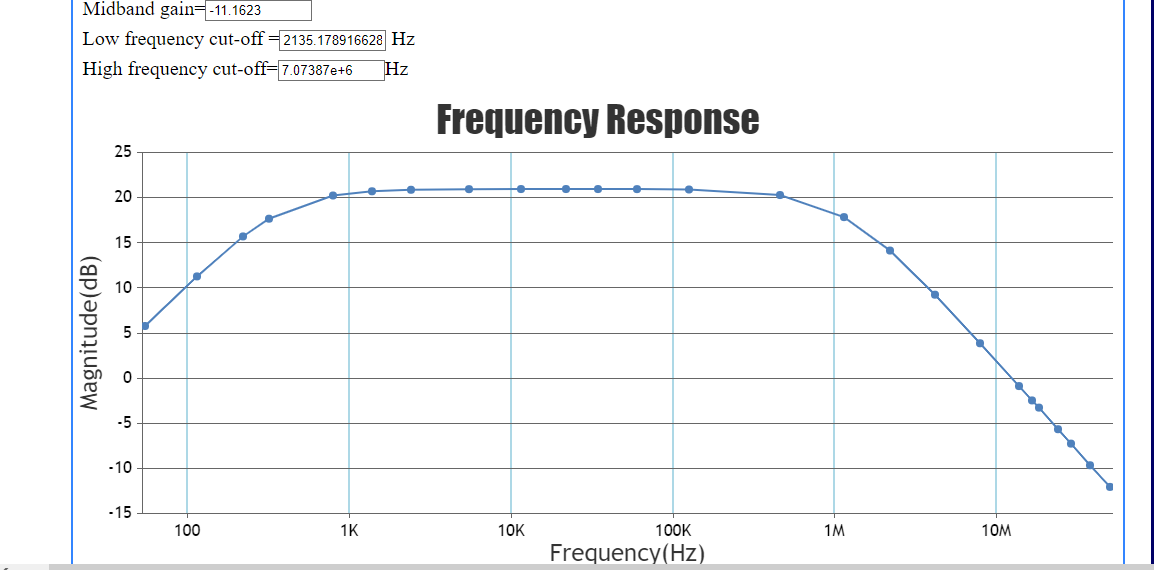 Midband gain=-11.1623
Low frequency cut-off =2135.178916628 Hz
High frequency cut-off=7.07387e+6 Hz
Frequency Response
25
20
15
10
5
0
-5
-10
-15
Magnitude(dB)
100 1K 10K 100K 1M 10M
Frequency(Hz)